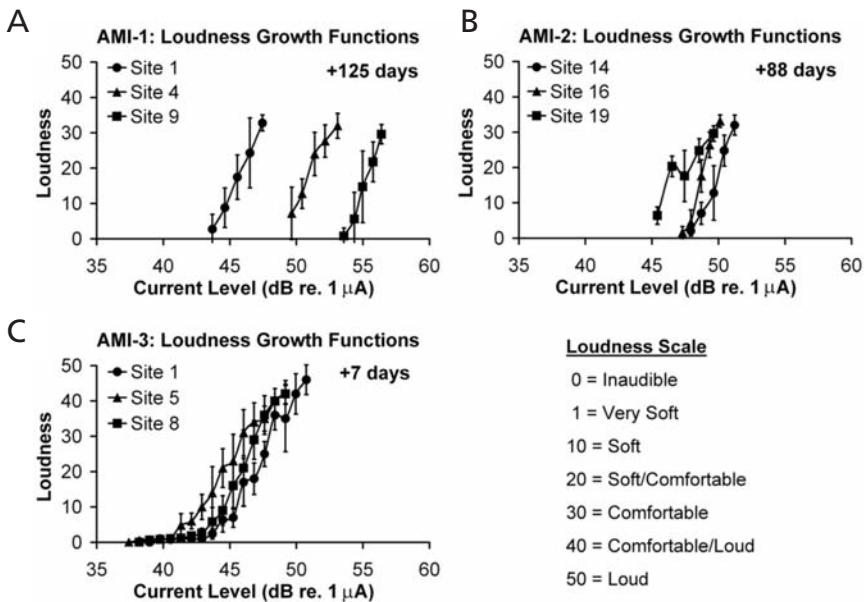 A
AMI-1: Loudness Growth Functions
+125 days
Site 1
Site 4
Site 9
Loudness
50
40
30
20
10
0
35 40 45 50 55 60
Current Level (dB re. 1 µA)
B
AMI-2: Loudness Growth Functions
+88 days
Site 14
Site 16
Site 19
Loudness
50
40
30
20
10
0
35 40 45 50 55 60
Current Level (dB re. 1 µA)
C
AMI-3: Loudness Growth Functions
+7 days
Site 1
Site 5
Site 8
Loudness
50
40
30
20
10
0
35 40 45 50 55 60
Current Level (dB re. 1 µA)
Loudness Scale
0 = Inaudible
1 = Very Soft
10 = Soft
20 = Soft/Comfortable
30 = Comfortable
40 = Comfortable/Loud
50 = Loud